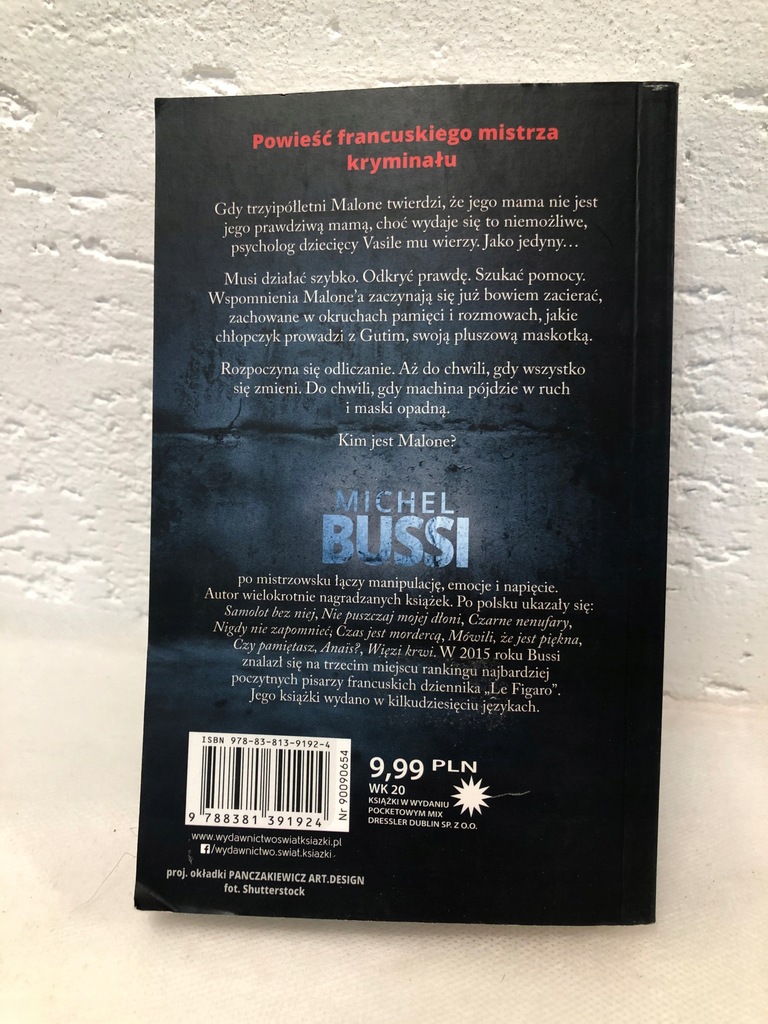 Powieść francuskiego mistrza
kryminału
Gdy trzyipółletni Malone twierdzi, że jego mama nie jest
jego prawdziwą mamą, choć wydaje się to niemożliwe,
psycholog dziecięcy Vasile mu wierzy. Jako jedyny...
Musi działać szybko. Odkryć prawdę. Szukać pomocy.
Wspomnienia Malone'a zaczynają się już bowiem zacierać,
zachowane w okruchach pamięci i rozmowach, jakie
chłopczyk prowadzi z Gutim, swoją pluszową maskotką.
Rozpoczyna się odliczanie. Aż do chwili, gdy wszystko
się zmieni. Do chwili, gdy machina pójdzie w ruch
i maski opadną.
Kim jest Malone?
MICHEL
BUSSI
po mistrzowsku łączy manipulację, emocje i napięcie.
Autor wielokrotnie nagradzanych książek. Po polsku ukazały się:
Samolot bez niej, Nie puszczaj mojej dłoni, Czarne nenufary,
Nigdy nie zapomnieć, Czas jest mordercą, Mówili, że jest piękna,
Czy pamiętasz, Anais?, Więzi krwi. W 2015 roku Bussi
znalazł się na trzecim miejscu rankingu najbardziej
poczytnych pisarzy francuskich dziennika „Le Figaro”.
Jego książki wydano w kilkudziesięciu językach.
ISBN 978-83-813-9192-4
9 788381 391924
Nr 90090654
9,99 PLN
WK 20
KSIĄŻKI W WYDANIU
POCKETOWYM MIX
DRESSLER DUBLIN SP. Z O.O.
www.wydawnictwoswiatksiazki.pl
f/wydawnictwo.swiat.ksiazki
proj. okładki PANCZAKIEWICZ ART.DESIGN
fot. Shutterstock